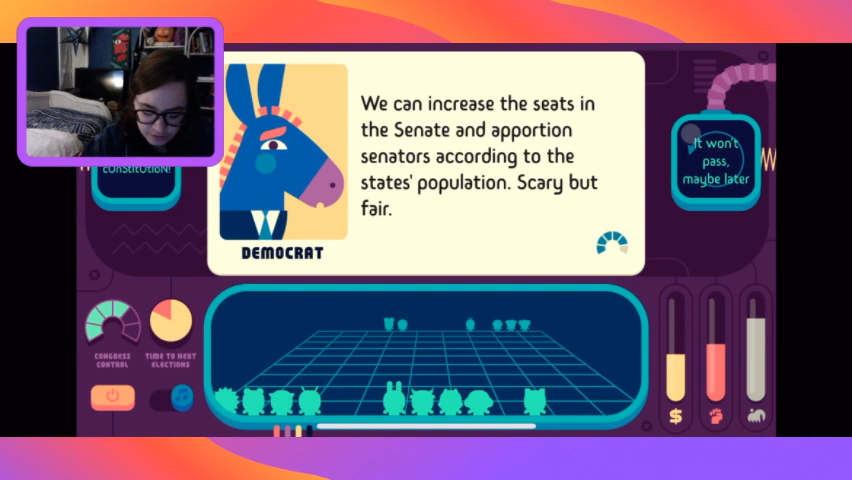 We can increase the seats in
the Senate and apportion
senators according to the
states' population. Scary but
fair.
DEMOCRAT
constitution!
It won't
pass,
maybe later
CONGRESS
CONTROL
TIME TO NEXT
ELECTIONS
$